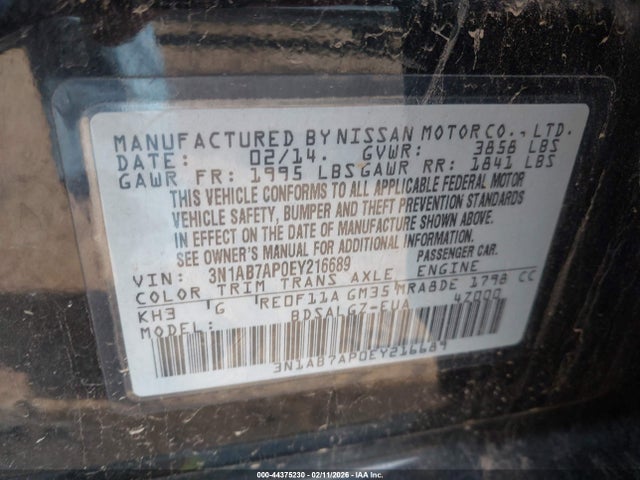 MANUFACTURED BY NISSAN MOTOR CO., LTD.
DATE: 02/14. GVWR: 3858 LBS
GAWR FR: 1995 LBS GAWR RR: 1841 LBS
THIS VEHICLE CONFORMS TO ALL APPLICABLE FEDERAL MOTOR
VEHICLE SAFETY, BUMPER AND THEFT PREVENTION STANDARDS
IN EFFECT ON THE DATE OF MANUFACTURE SHOWN ABOVE.
SEE OWNER'S MANUAL FOR ADDITIONAL INFORMATION.
VIN: 3N1AB7AP0EY216689 PASSENGER CAR.
COLOR TRIM TRANS AXLE ENGINE
KH3 G RE0F11A GM35 MRA8DE 1798 CC
MODEL: BDSALGZ-EUA 47000
3N1AB7AP0EY216689
000-44375230 - 02/11/2026 - IAA, Inc.